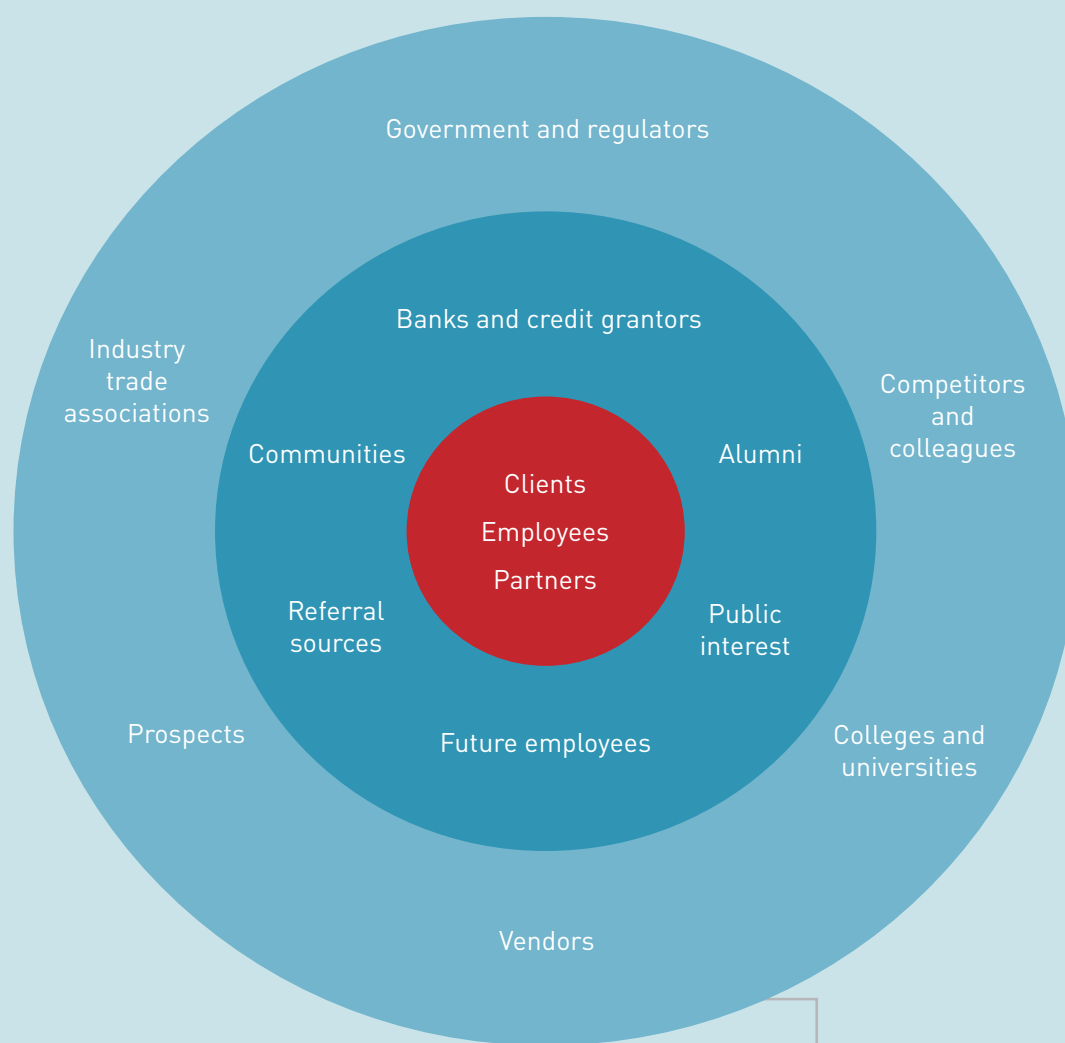 Government and regulators
Banks and credit grantors
Industry
trade
associations
Competitors
and
colleagues
Communities
Alumni
Clients
Employees
Partners
Referral
sources
Public
interest
Prospects
Future employees
Colleges and
universities
Vendors